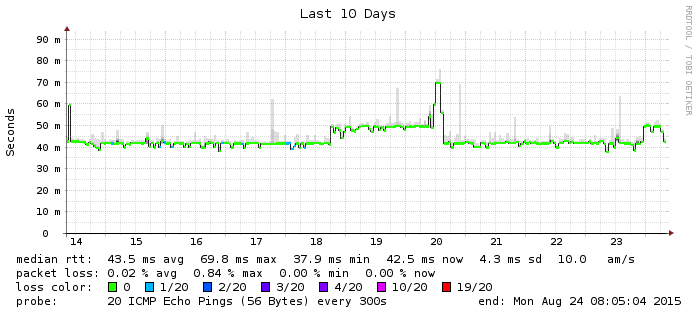 Last 10 Days
RRDTOOL / TOBI OETIKER
Seconds
90 m
80 m
70 m
60 m
50 m
40 m
30 m
20 m
10 m
0
14 15 16 17 18 19 20 21 22 23
median rtt: 43.5 ms avg 69.8 ms max 37.9 ms min 42.5 ms now 4.3 ms sd 10.0 am/s
packet loss: 0.02 % avg 0.84 % max 0.00 % min 0.00 % now
loss color: 0 1/20 2/20 3/20 4/20 10/20 19/20
probe: 20 ICMP Echo Pings (56 Bytes) every 300s end: Mon Aug 24 08:05:04 2015